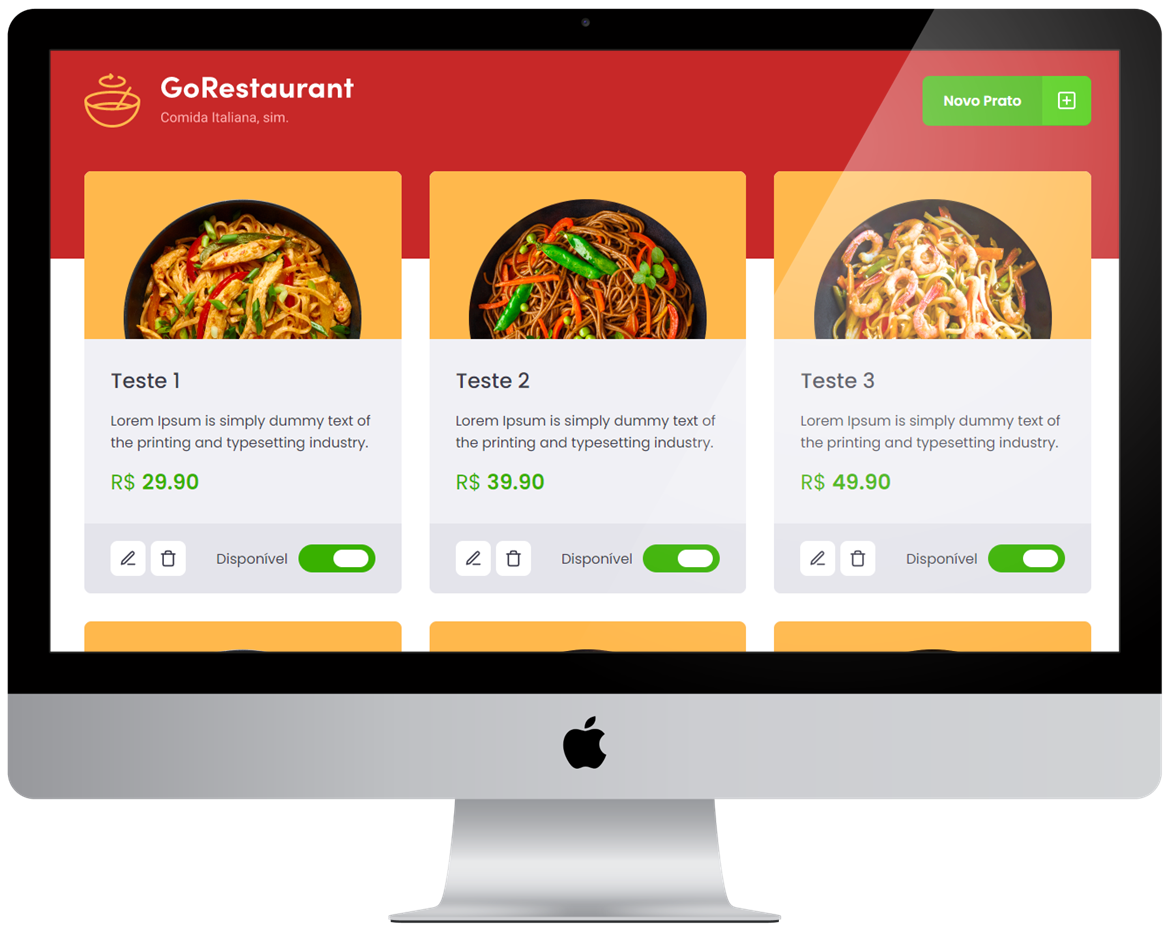 GoRestaurant
Comida Italiana, sim.
Novo Prato
Teste 1
Lorem Ipsum is simply dummy text of
the printing and typesetting industry.
R$ 29.90
Disponível
Teste 2
Lorem Ipsum is simply dummy text of
the printing and typesetting industry.
R$ 39.90
Disponível
Teste 3
Lorem Ipsum is simply dummy text of
the printing and typesetting industry.
R$ 49.90
Disponível